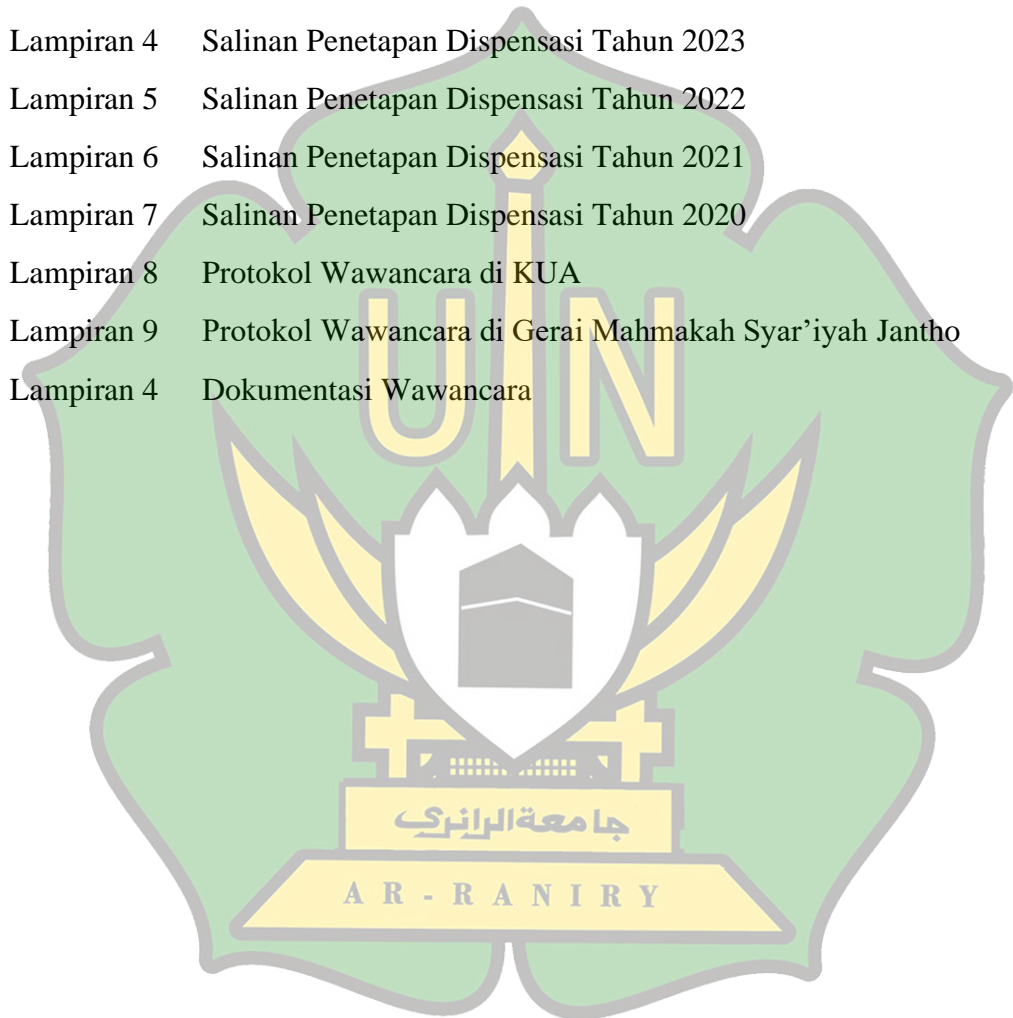 Lampiran 4 Salinan Penetapan Dispensasi Tahun 2023
Lampiran 5 Salinan Penetapan Dispensasi Tahun 2022
Lampiran 6 Salinan Penetapan Dispensasi Tahun 2021
Lampiran 7 Salinan Penetapan Dispensasi Tahun 2020
Lampiran 8 Protokol Wawancara di KUA
Lampiran 9 Protokol Wawancara di Gerai Mahmakah Syar’iyah Jantho
Lampiran 4 Dokumentasi Wawancara
UIN
جامعة الرانري
AR - RANIRY